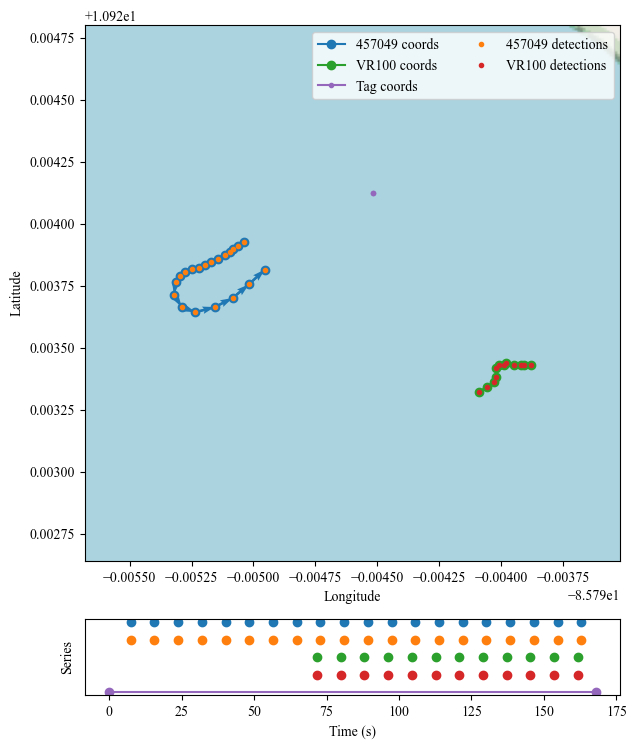 +1.092e1
0.00475
0.00450
0.00425
0.00400
0.00375
0.00350
0.00325
0.00300
0.00275
Latitude
457049 coords
VR100 coords
Tag coords
457049 detections
VR100 detections
−0.00550 −0.00525 −0.00500 −0.00475 −0.00450 −0.00425 −0.00400 −0.00375
Longitude
−8.579e1
Series
0 25 50 75 100 125 150 175
Time (s)